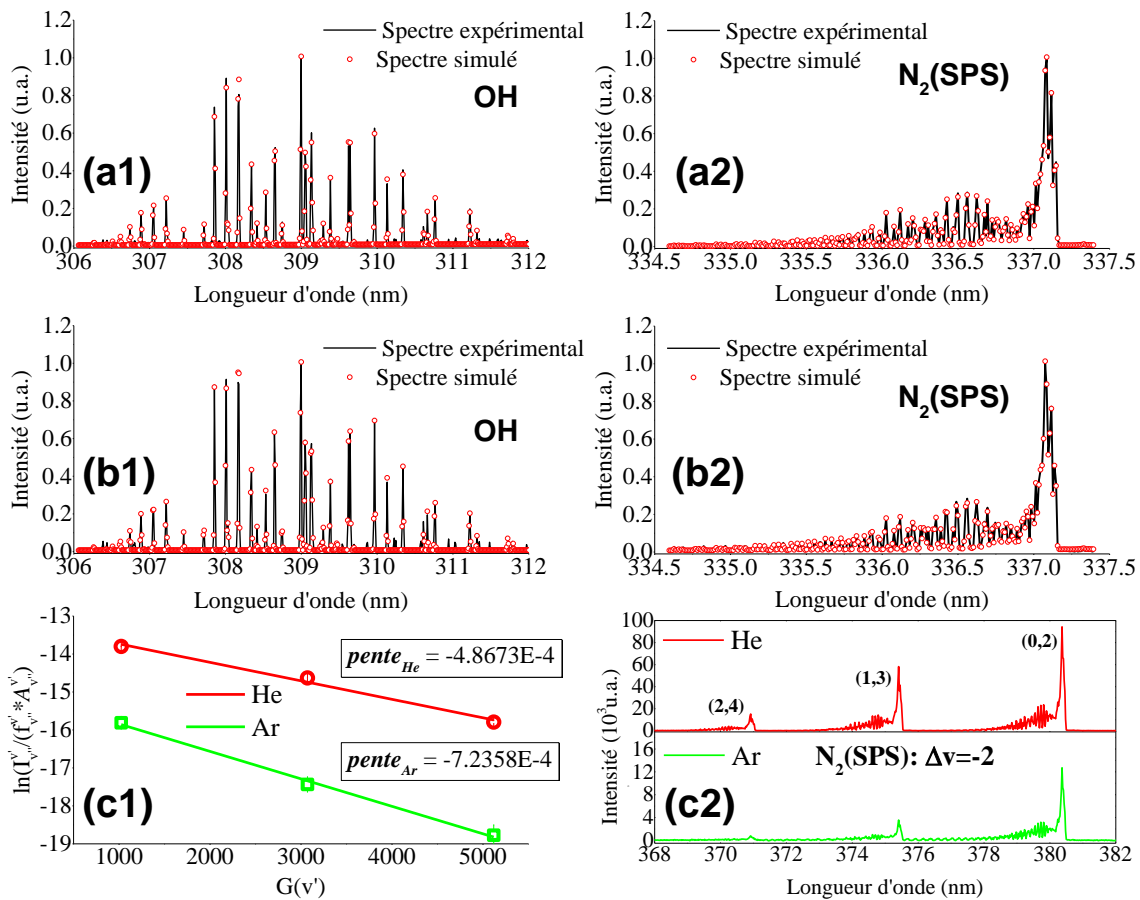 1.2
1.0
0.8
0.6
0.4
0.2
0.0
Intensité (u.a.)
Spectre expérimental
Spectre simulé
OH
(a1)
306 307 308 309 310 311 312
Longueur d'onde (nm)
1.2
1.0
0.8
0.6
0.4
0.2
0.0
Intensité (u.a.)
Spectre expérimental
Spectre simulé
N2(SPS)
(a2)
334.5 335.0 335.5 336.0 336.5 337.0 337.5
Longueur d'onde (nm)
1.2
1.0
0.8
0.6
0.4
0.2
0.0
Intensité (u.a.)
Spectre expérimental
Spectre simulé
OH
(b1)
306 307 308 309 310 311 312
Longueur d'onde (nm)
1.2
1.0
0.8
0.6
0.4
0.2
0.0
Intensité (u.a.)
Spectre expérimental
Spectre simulé
N2(SPS)
(b2)
334.5 335.0 335.5 336.0 336.5 337.0 337.5
Longueur d'onde (nm)
-13
-14
-15
-16
-17
-18
-19
ln(I^v'_v''/(f^v'_v''*A^v'_v'')
penteHe = -4.8673E-4
He
Ar
penteAr = -7.2358E-4
(c1)
1000 2000 3000 4000 5000
G(v')
100
80
60
40
20
0
Intensité (10³u.a.)
He
(0,2)
(1,3)
(2,4)
16
12
8
4
0
Ar
N2(SPS): Δv=-2
(c2)
368 370 372 374 376 378 380 382
Longueur d'onde (nm)